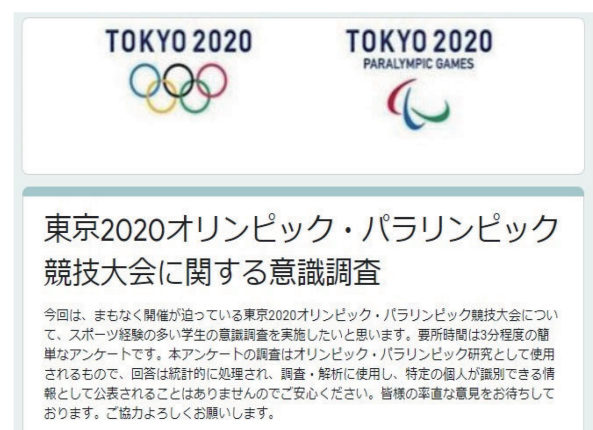 TOKYO 2020
TOKYO 2020
PARALYMPIC GAMES
東京2020オリンピック・パラリンピック
競技大会に関する意識調査
今回は、まもなく開催が迫っている東京2020オリンピック・パラリンピック競技大会につい
て、スポーツ経験の多い学生の意識調査を実施したいと思います。要所時間は3分程度の簡
単なアンケートです。本アンケートの調査はオリンピック・パラリンピック研究として使用
されるもので、回答は統計的に処理され、調査・解析に使用し、特定の個人が識別できる情
報として公表されることはありませんのでご安心ください。皆様の率直な意見をお待ちして
おります。ご協力よろしくお願いします。